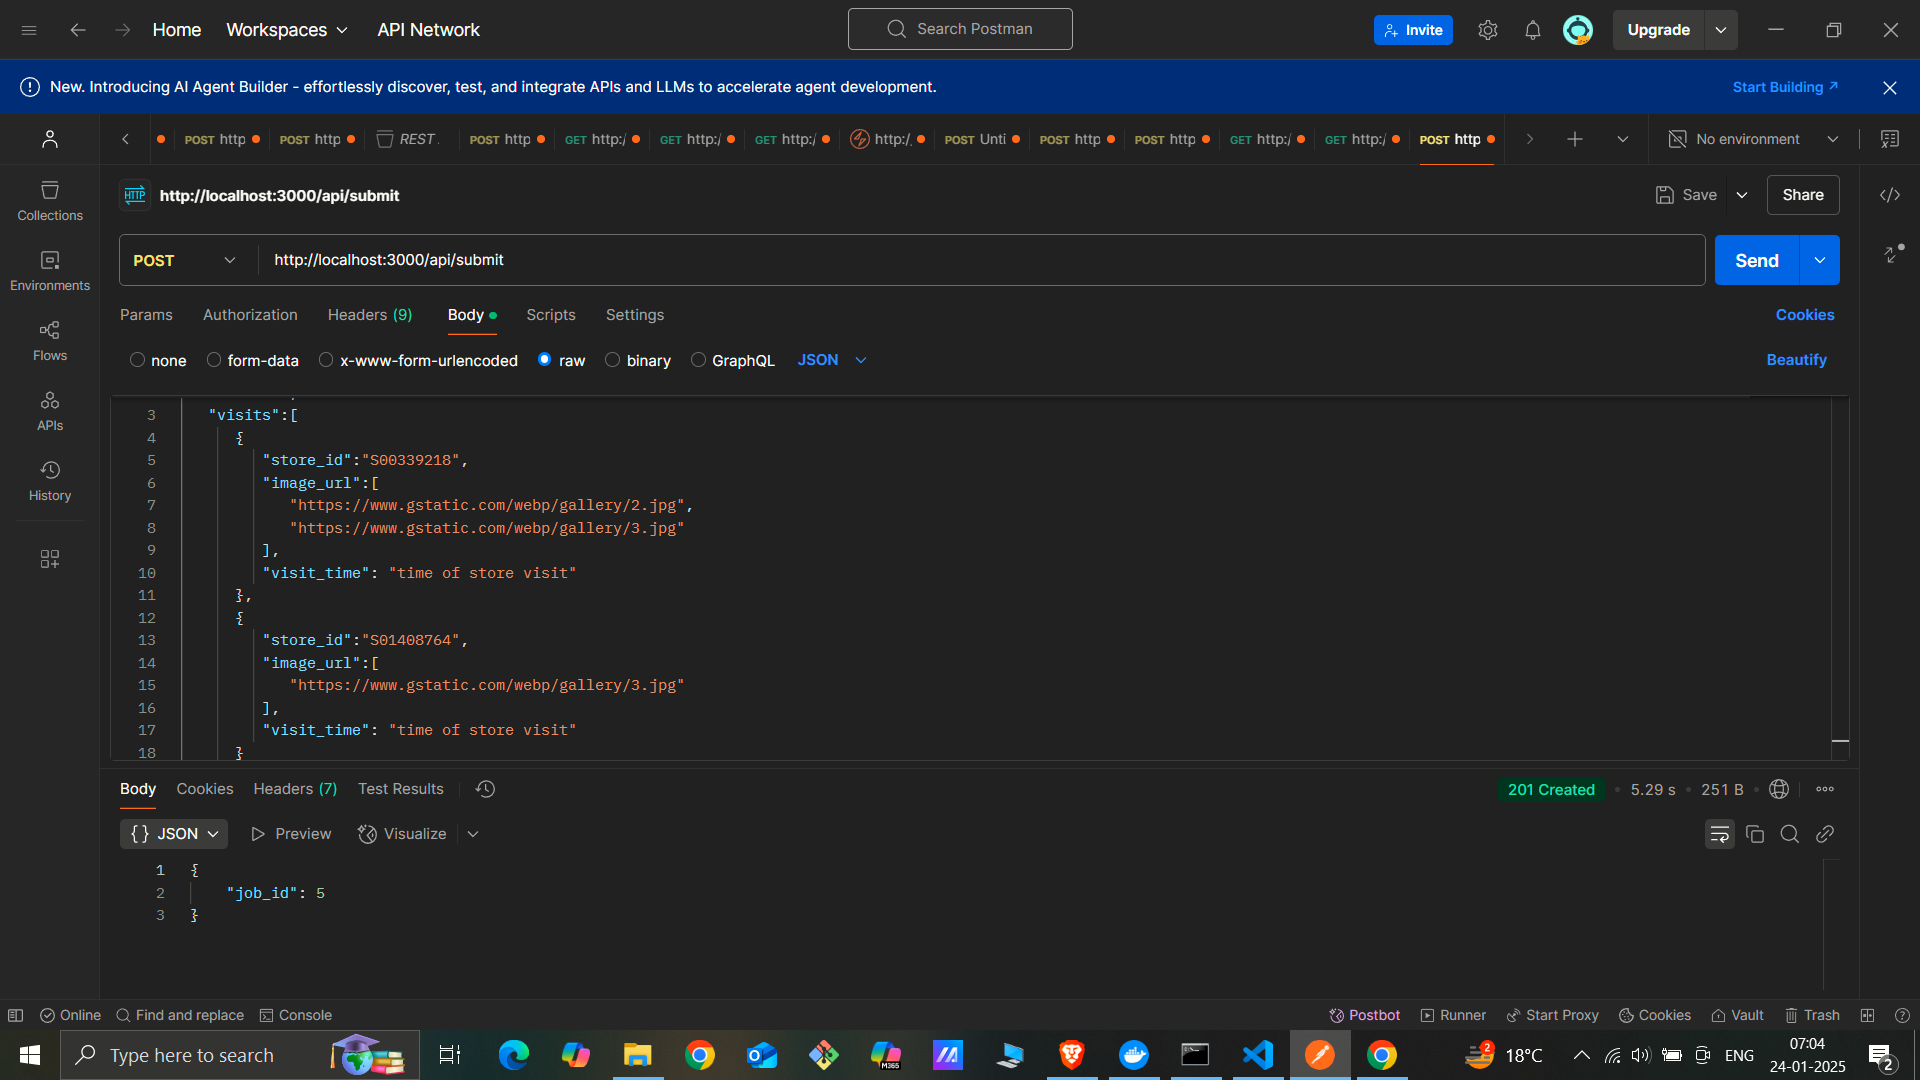 Home
Workspaces
API Network
Search Postman
Invite
Upgrade
New. Introducing AI Agent Builder - effortlessly discover, test, and integrate APIs and LLMs to accelerate agent development.
Start Building
POST http
POST http
REST
POST http
GET http:/
GET http:/
GET http:/
http:/
POST Unti
POST http
POST http
GET http:/
GET http:/
POST http
No environment
Collections
Environments
Flows
APIs
History
HTTP
http://localhost:3000/api/submit
Save
Share
POST
http://localhost:3000/api/submit
Send
Params
Authorization
Headers (9)
Body
Scripts
Settings
Cookies
none
form-data
x-www-form-urlencoded
raw
binary
GraphQL
JSON
Beautify
3 "visits":[
4 {
5 "store_id":"S00339218",
6 "image_url":[
7 "https://www.gstatic.com/webp/gallery/2.jpg",
8 "https://www.gstatic.com/webp/gallery/3.jpg"
9 ],
10 "visit_time": "time of store visit"
11 },
12 {
13 "store_id":"S01408764",
14 "image_url":[
15 "https://www.gstatic.com/webp/gallery/3.jpg"
16 ],
17 "visit_time": "time of store visit"
18 }
Body
Cookies
Headers (7)
Test Results
201 Created
5.29 s
251 B
{} JSON
Preview
Visualize
1 {
2 "job_id": 5
3 }
Online
Find and replace
Console
Postbot
Runner
Start Proxy
Cookies
Vault
Trash
Type here to search
M365
2
18°C
ENG
07:04
24-01-2025
2